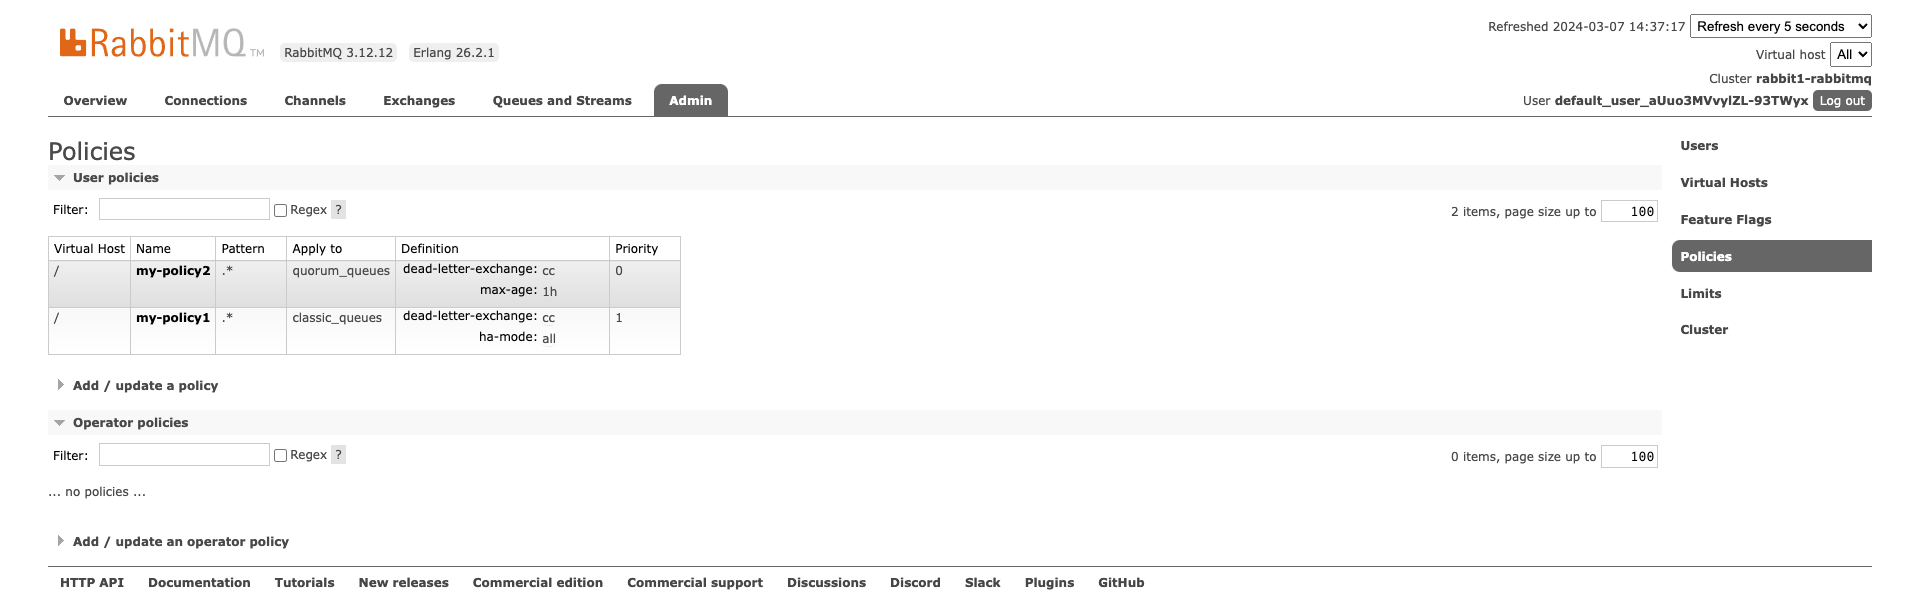 RabbitMQ TM
RabbitMQ 3.12.12 Erlang 26.2.1
Refreshed 2024-03-07 14:37:17 Refresh every 5 seconds
Virtual host All
Cluster rabbit1-rabbitmq
User default_user_aUuo3MVvylZL-93TWyx Log out
Overview Connections Channels Exchanges Queues and Streams Admin
Policies
User policies
Filter: Regex ? 2 items, page size up to 100
Virtual Host Name Pattern Apply to Definition Priority
/ my-policy2 .* quorum_queues dead-letter-exchange: cc 0
max-age: 1h
/ my-policy1 .* classic_queues dead-letter-exchange: cc 1
ha-mode: all
Add / update a policy
Operator policies
Filter: Regex ? 0 items, page size up to 100
... no policies ...
Add / update an operator policy
Users
Virtual Hosts
Feature Flags
Policies
Limits
Cluster
HTTP API Documentation Tutorials New releases Commercial edition Commercial support Discussions Discord Slack Plugins GitHub